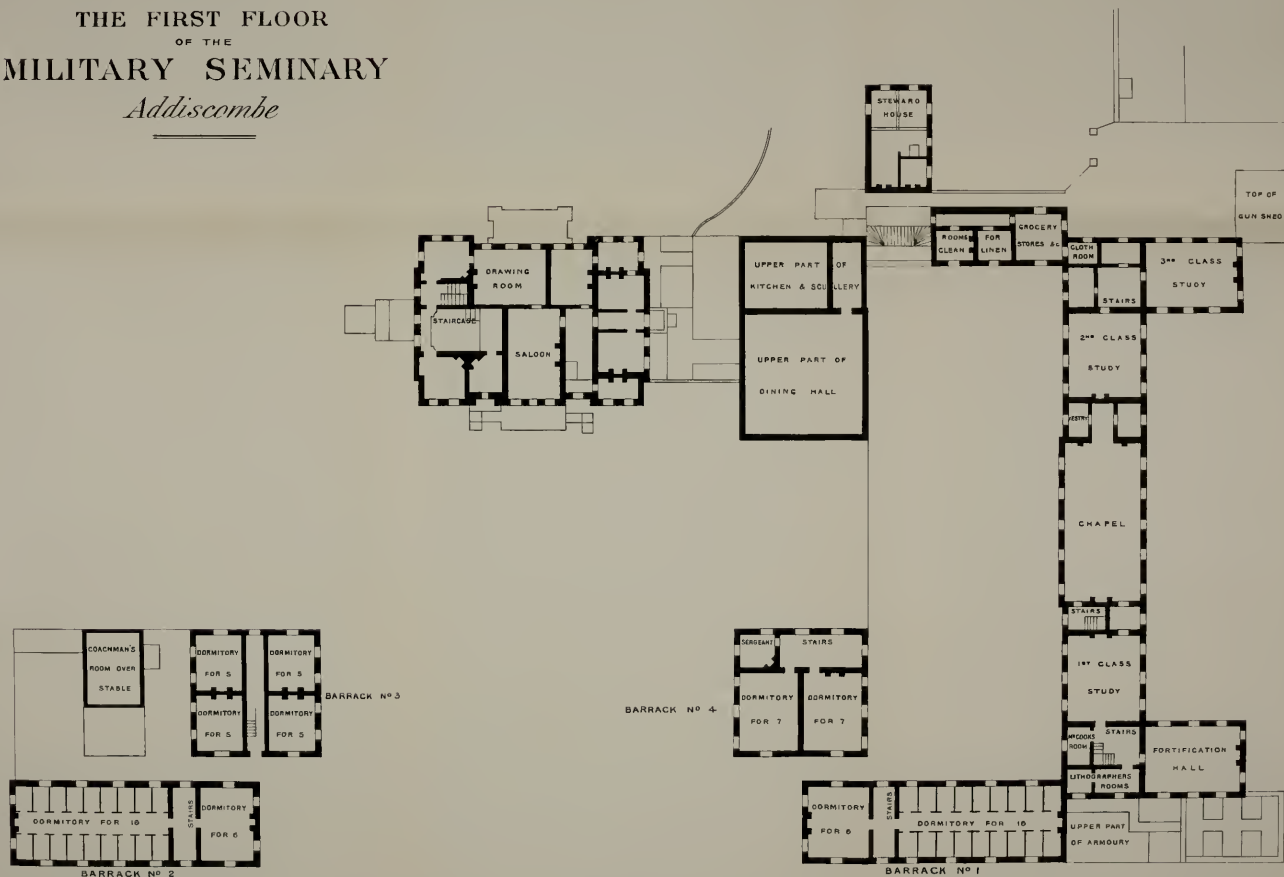 THE FIRST FLOOR
OF THE
MILITARY SEMINARY
Addiscombe
STEWARD
HOUSE
TOP OF
GUN SHED
ROOMS
CLEAN
FOR
LINEN
GROCERY
STORES &c
CLOTH
ROOM
STAIRS
3RD CLASS
STUDY
DRAWING
ROOM
STAIRCASE
SALOON
UPPER PART OF
KITCHEN & SCULLERY
UPPER PART OF
DINING HALL
2ND CLASS
STUDY
VESTRY
CHAPEL
STAIRS
1ST CLASS
STUDY
COACHMAN'S
ROOM OVER
STABLE
DORMITORY
FOR 5
DORMITORY
FOR 5
DORMITORY
FOR 5
DORMITORY
FOR 5
BARRACK No 3
SERGEANT
STAIRS
DORMITORY
FOR 7
DORMITORY
FOR 7
BARRACK No 4
MR COOKS
ROOM
STAIRS
LITHOGRAPHERS
ROOMS
FORTIFICATION
HALL
DORMITORY FOR 18
STAIRS
DORMITORY
FOR 6
BARRACK No 2
DORMITORY
FOR 6
STAIRS
DORMITORY FOR 18
BARRACK No 1
UPPER PART
OF ARMOURY